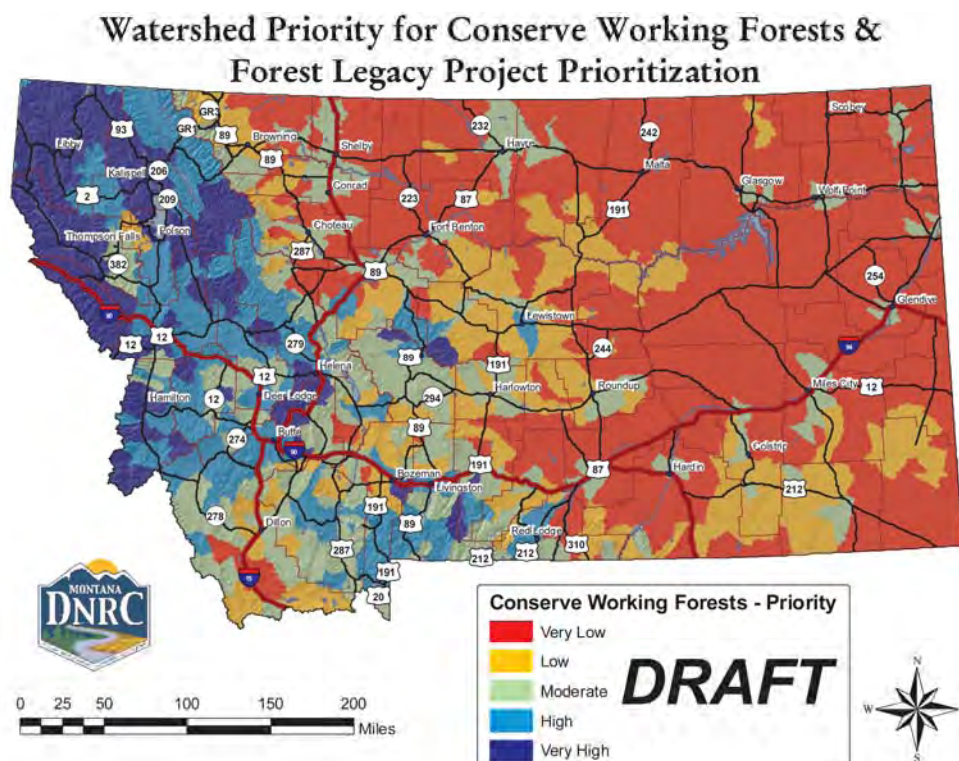 Watershed Priority for Conserve Working Forests &
Forest Legacy Project Prioritization
GR3
GR1
89
Browning
93
Libby
Kalispell
206
2
209
Polson
Thompson Falls
382
89
Shelby
Conrad
Choteau
287
232
Havre
223
87
Fort Benton
242
Malta
191
Scobey
Glasgow
Wolf Point
254
Glendive
89
90
12
12
279
Helena
89
Lewistown
191
244
94
Miles City
12
Hamilton
12
12
Deer Lodge
294
Harlowton
Roundup
274
Butte
90
89
Bozeman
191
Livingston
87
Hardin
Colstrip
212
278
Dillon
191
89
287
212
Red Lodge
212
310
15
191
20
MONTANA
DNRC
0 25 50 100 150 200
Miles
Conserve Working Forests - Priority
Very Low
Low
Moderate
High
Very High
DRAFT
N
W
E
S